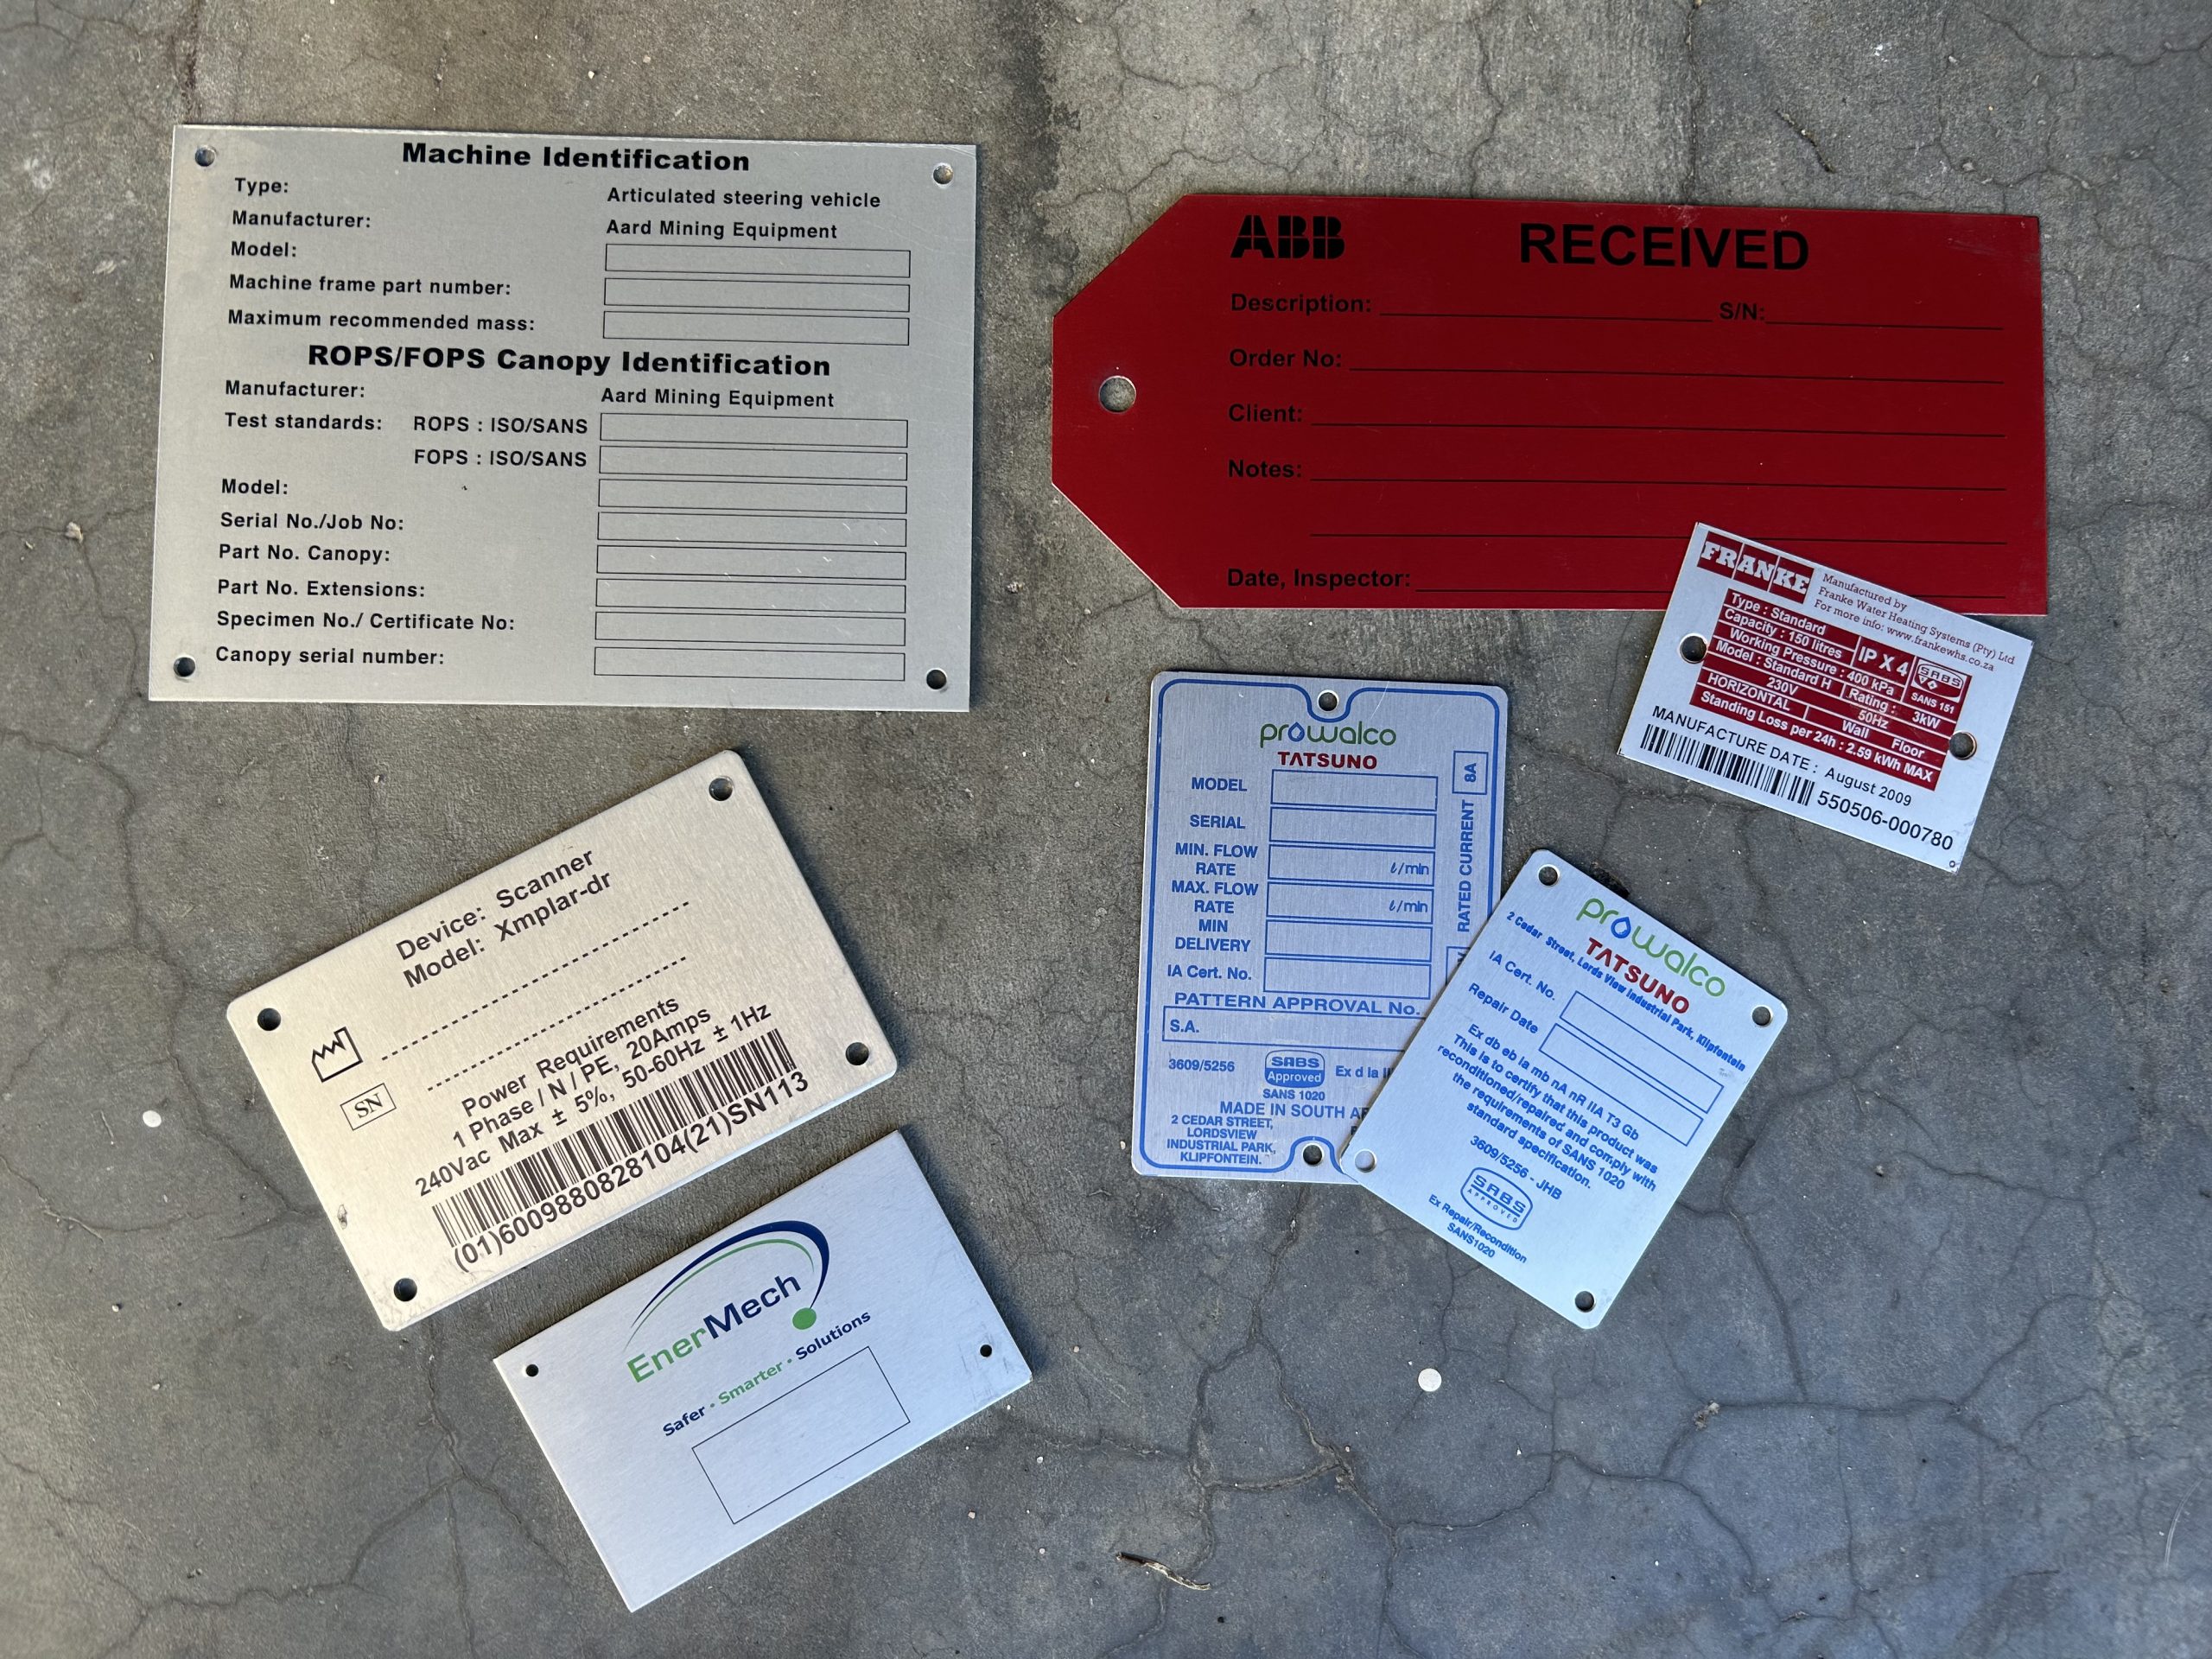 Machine Identification
Type: Articulated steering vehicle
Manufacturer: Aard Mining Equipment
Model:
Machine frame part number:
Maximum recommended mass:
ROPS/FOPS Canopy Identification
Manufacturer: Aard Mining Equipment
Test standards: ROPS : ISO/SANS
FOPS : ISO/SANS
Model:
Serial No./Job No:
Part No. Canopy:
Part No. Extensions:
Specimen No./ Certificate No:
Canopy serial number:
ABB RECEIVED
Description: S/N:
Order No:
Client:
Notes:
Date, Inspector:
FRANKE
Manufactured by
Franke Water Heating Systems (Pty) Ltd
For more info: www.frankewhs.co.za
Type : Standard
Capacity : 150 litres
Working Pressure : 400 kPa
IP X 4
SABS
SANS 151
Model : Standard H Rating : 3kW
230V 50Hz
HORIZONTAL Wall Floor
Standing Loss per 24h : 2.59 kWh MAX
MANUFACTURE DATE : August 2009
550506-000780
prowalco
TATSUNO
MODEL
SERIAL
MIN. FLOW
RATE ℓ/min
MAX. FLOW
RATE ℓ/min
MIN
DELIVERY
IA Cert. No.
RATED CURRENT 8A
PATTERN APPROVAL No.
S.A.
3609/5256
SABS
Approved
SANS 1020
Ex d Ia
MADE IN SOUTH
2 CEDAR STREET,
LORDSVIEW
INDUSTRIAL PARK,
KLIPFONTEIN.
prowalco
TATSUNO
2 Cedar Street, Lords View Industrial Park, Klipfontein
IA Cert. No.
Repair Date
Ex db eb ia mb nA nR IIA T3 Gb
This is to certify that this product was
reconditioned/repaired and comply with
the requirements of SANS 1020
standard specification.
3609/5256 - JHB
SABS
APPROVED
Ex Repair/Recondition
SANS1020
Device: Scanner
Model: Xmplar-dr
SN
Power Requirements
1 Phase / N / PE, 20Amps
240Vac Max ± 5%, 50-60Hz ± 1Hz
(01)6009880828104(21)SN113
EnerMech
Safer • Smarter • Solutions